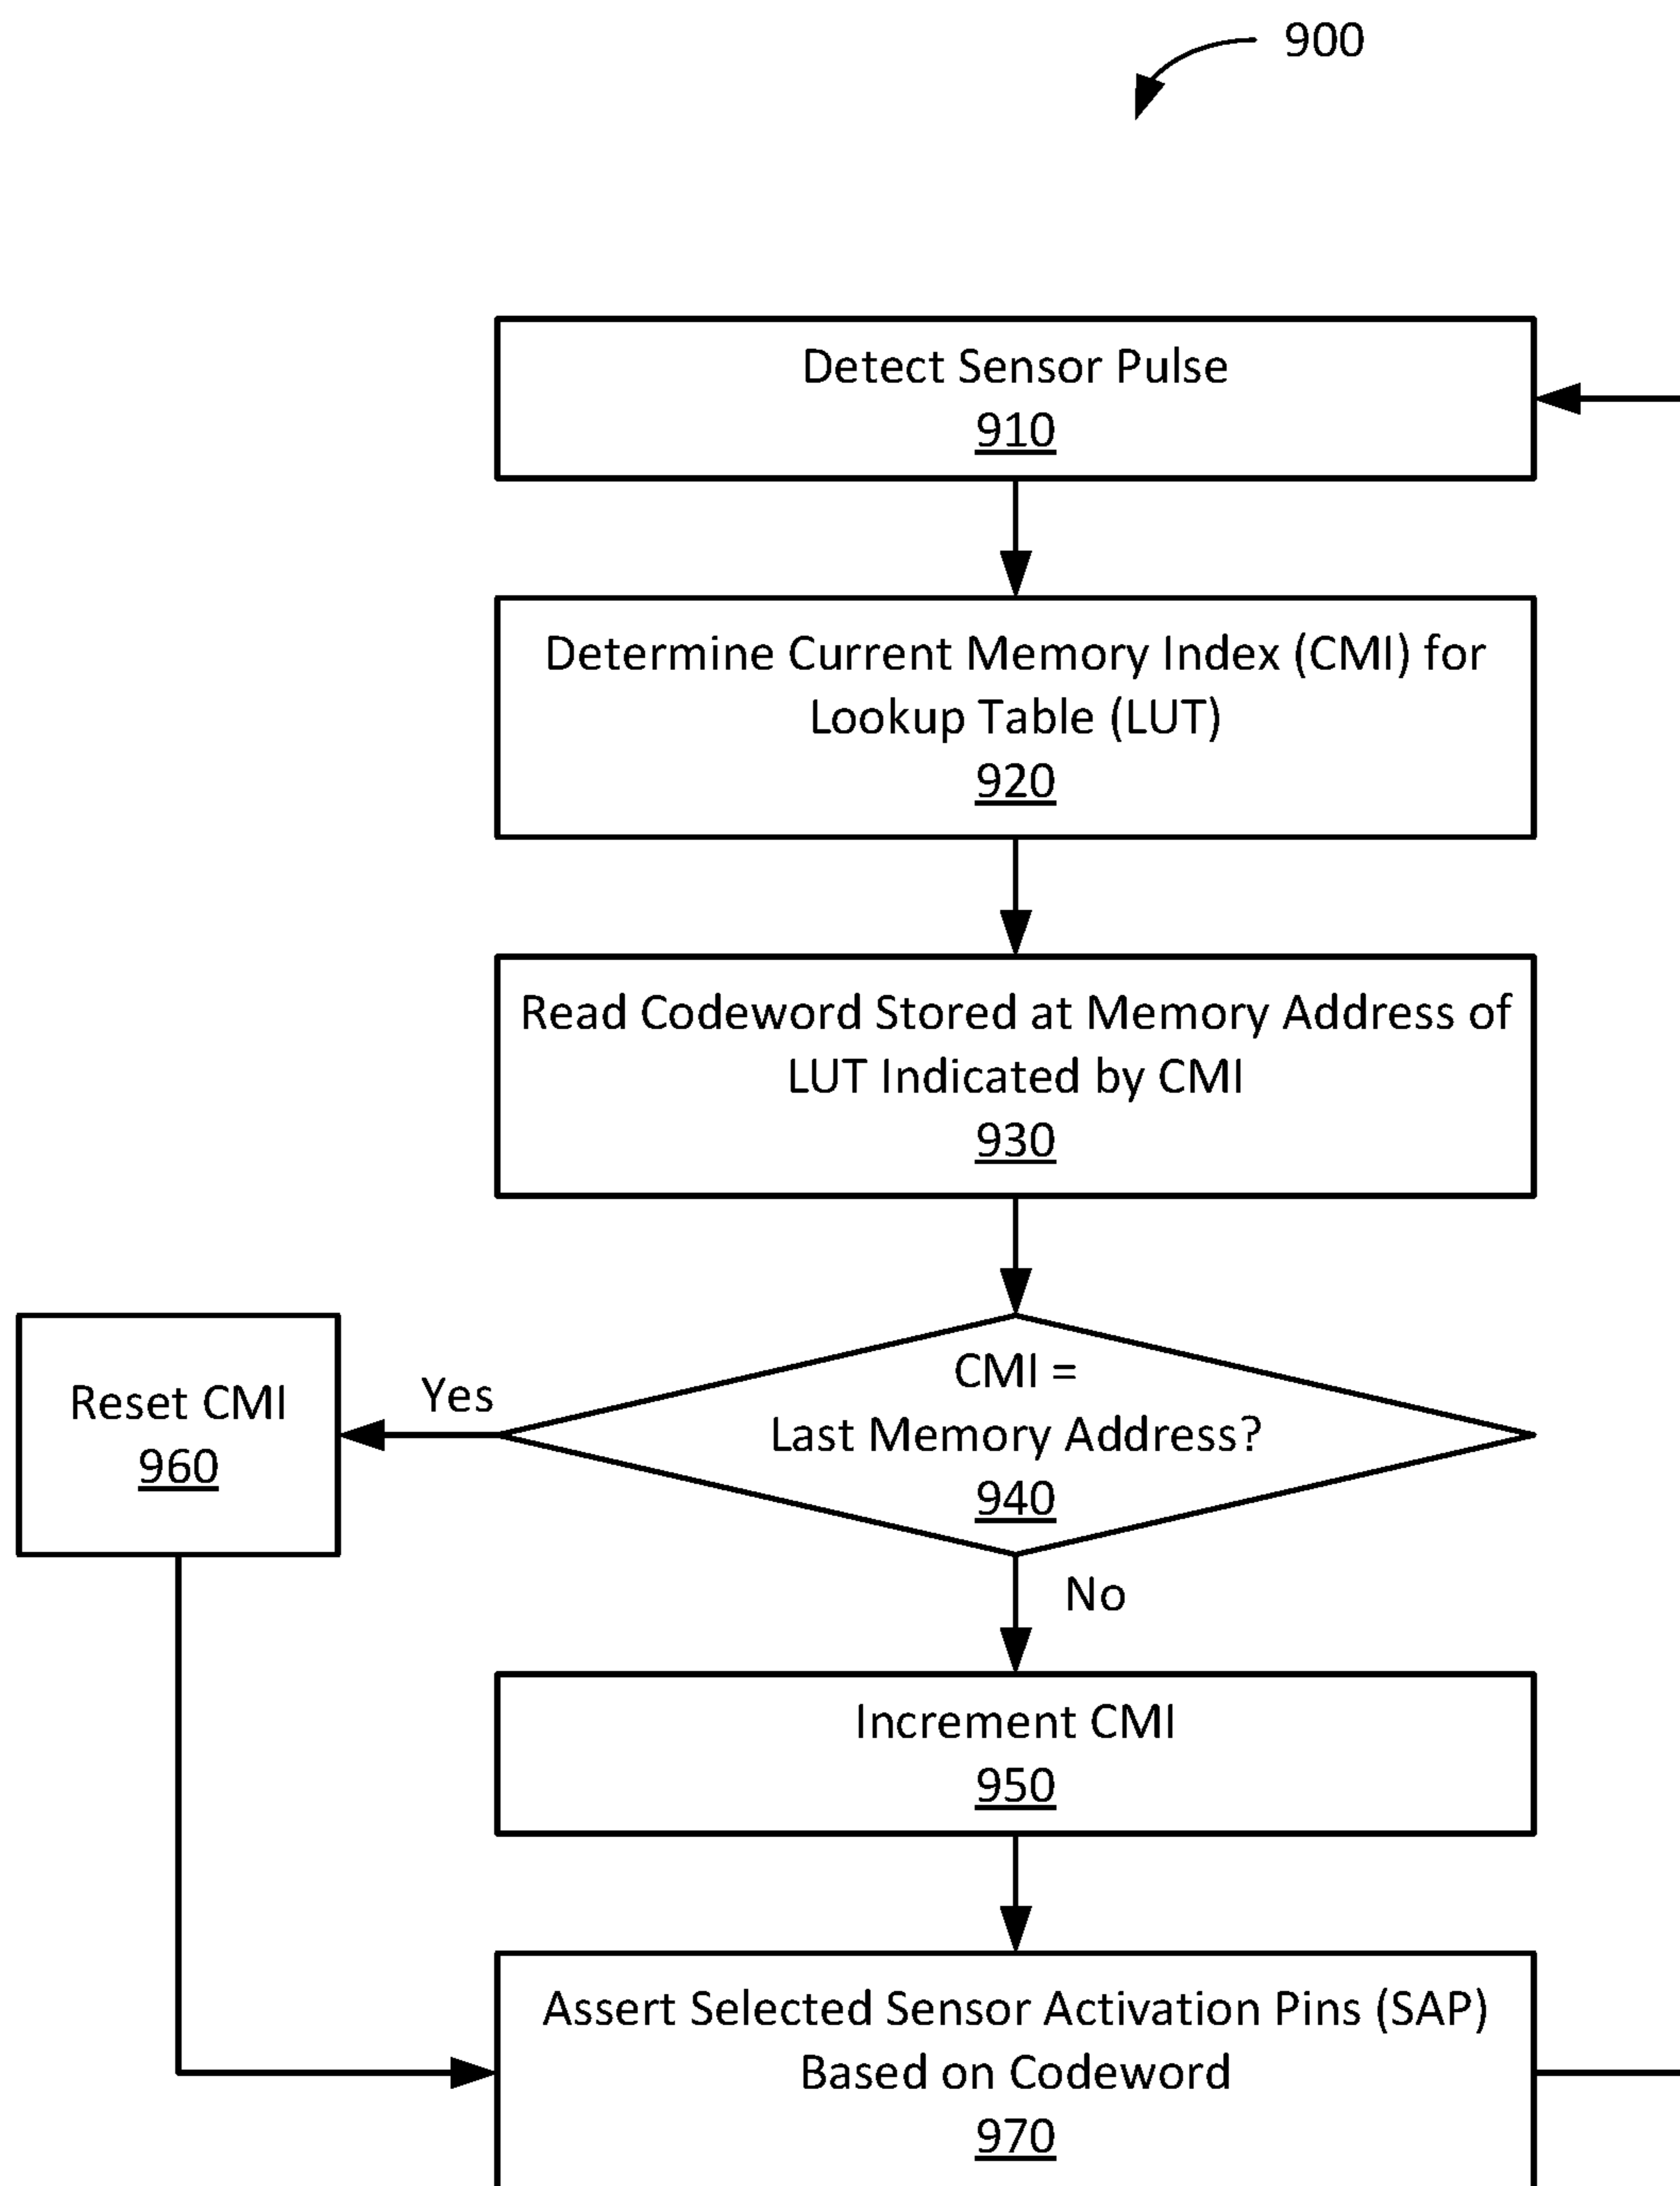 900
Detect Sensor Pulse
910
Determine Current Memory Index (CMI) for
Lookup Table (LUT)
920
Read Codeword Stored at Memory Address of
LUT Indicated by CMI
930
CMI =
Last Memory Address?
940
Yes
Reset CMI
960
No
Increment CMI
950
Assert Selected Sensor Activation Pins (SAP)
Based on Codeword
970